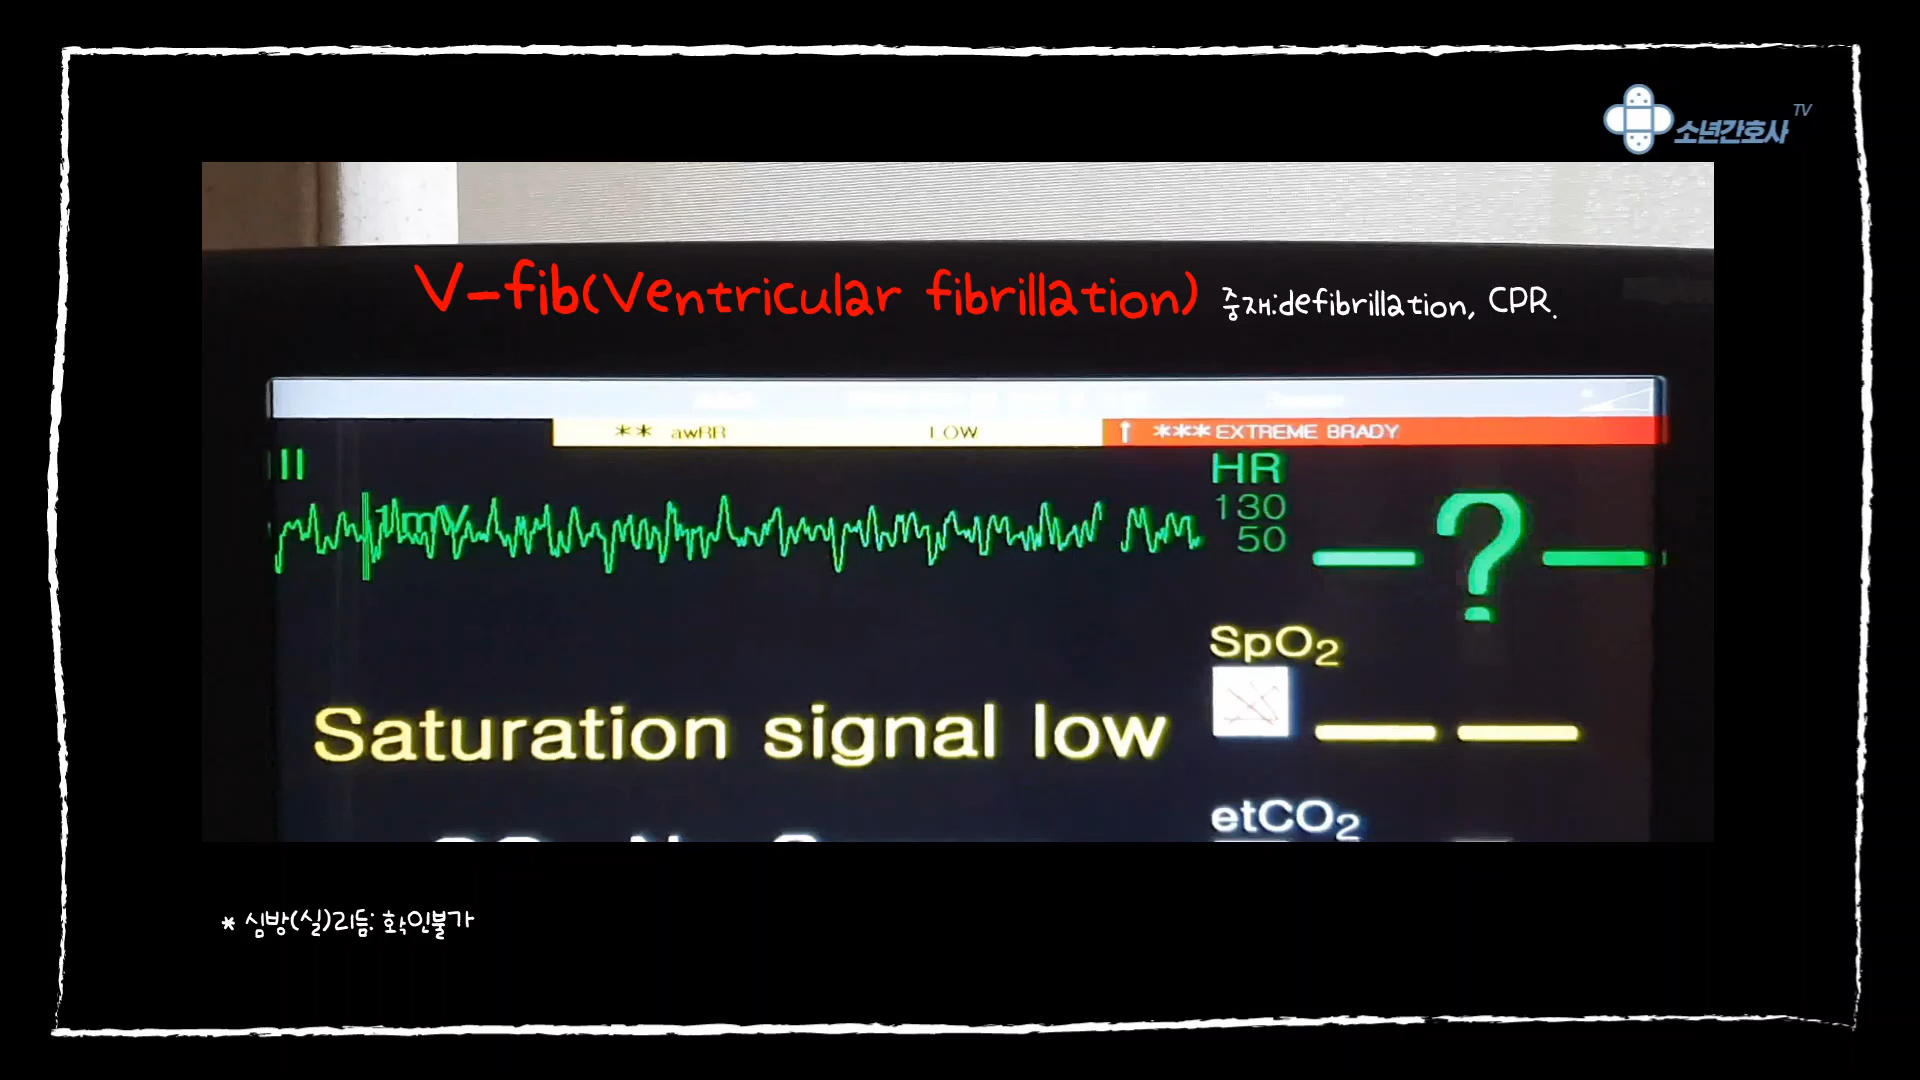 소년간호사 TV
V-fib(Ventricular fibrillation) 중재:defibrillation, CPR.
** awRR LOW *** EXTREME BRADY
II
1mV
HR
130
50
-?-
SpO2
Saturation signal low
etCO2
* 심방(실)리듬: 확인불가